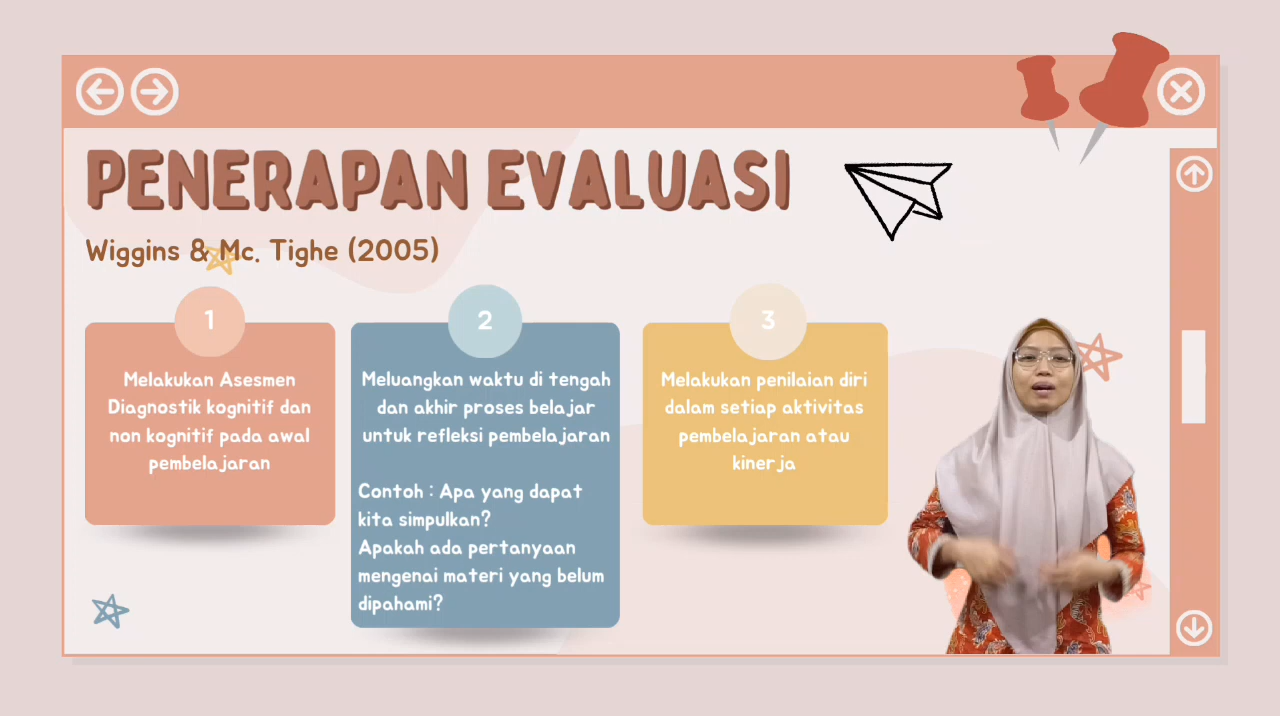 PENERAPAN EVALUASI
Wiggins & Mc. Tighe (2005)
1
Melakukan Asesmen
Diagnostik kognitif dan
non kognitif pada awal
pembelajaran
2
Meluangkan waktu di tengah
dan akhir proses belajar
untuk refleksi pembelajaran
Contoh : Apa yang dapat
kita simpulkan?
Apakah ada pertanyaan
mengenai materi yang belum
dipahami?
3
Melakukan penilaian diri
dalam setiap aktivitas
pembelajaran atau
kinerja